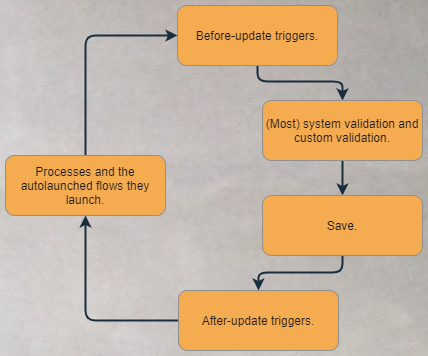 Before-update triggers.
(Most) system validation and
custom validation.
Processes and the
autolaunched flows they
launch.
Save.
After-update triggers.